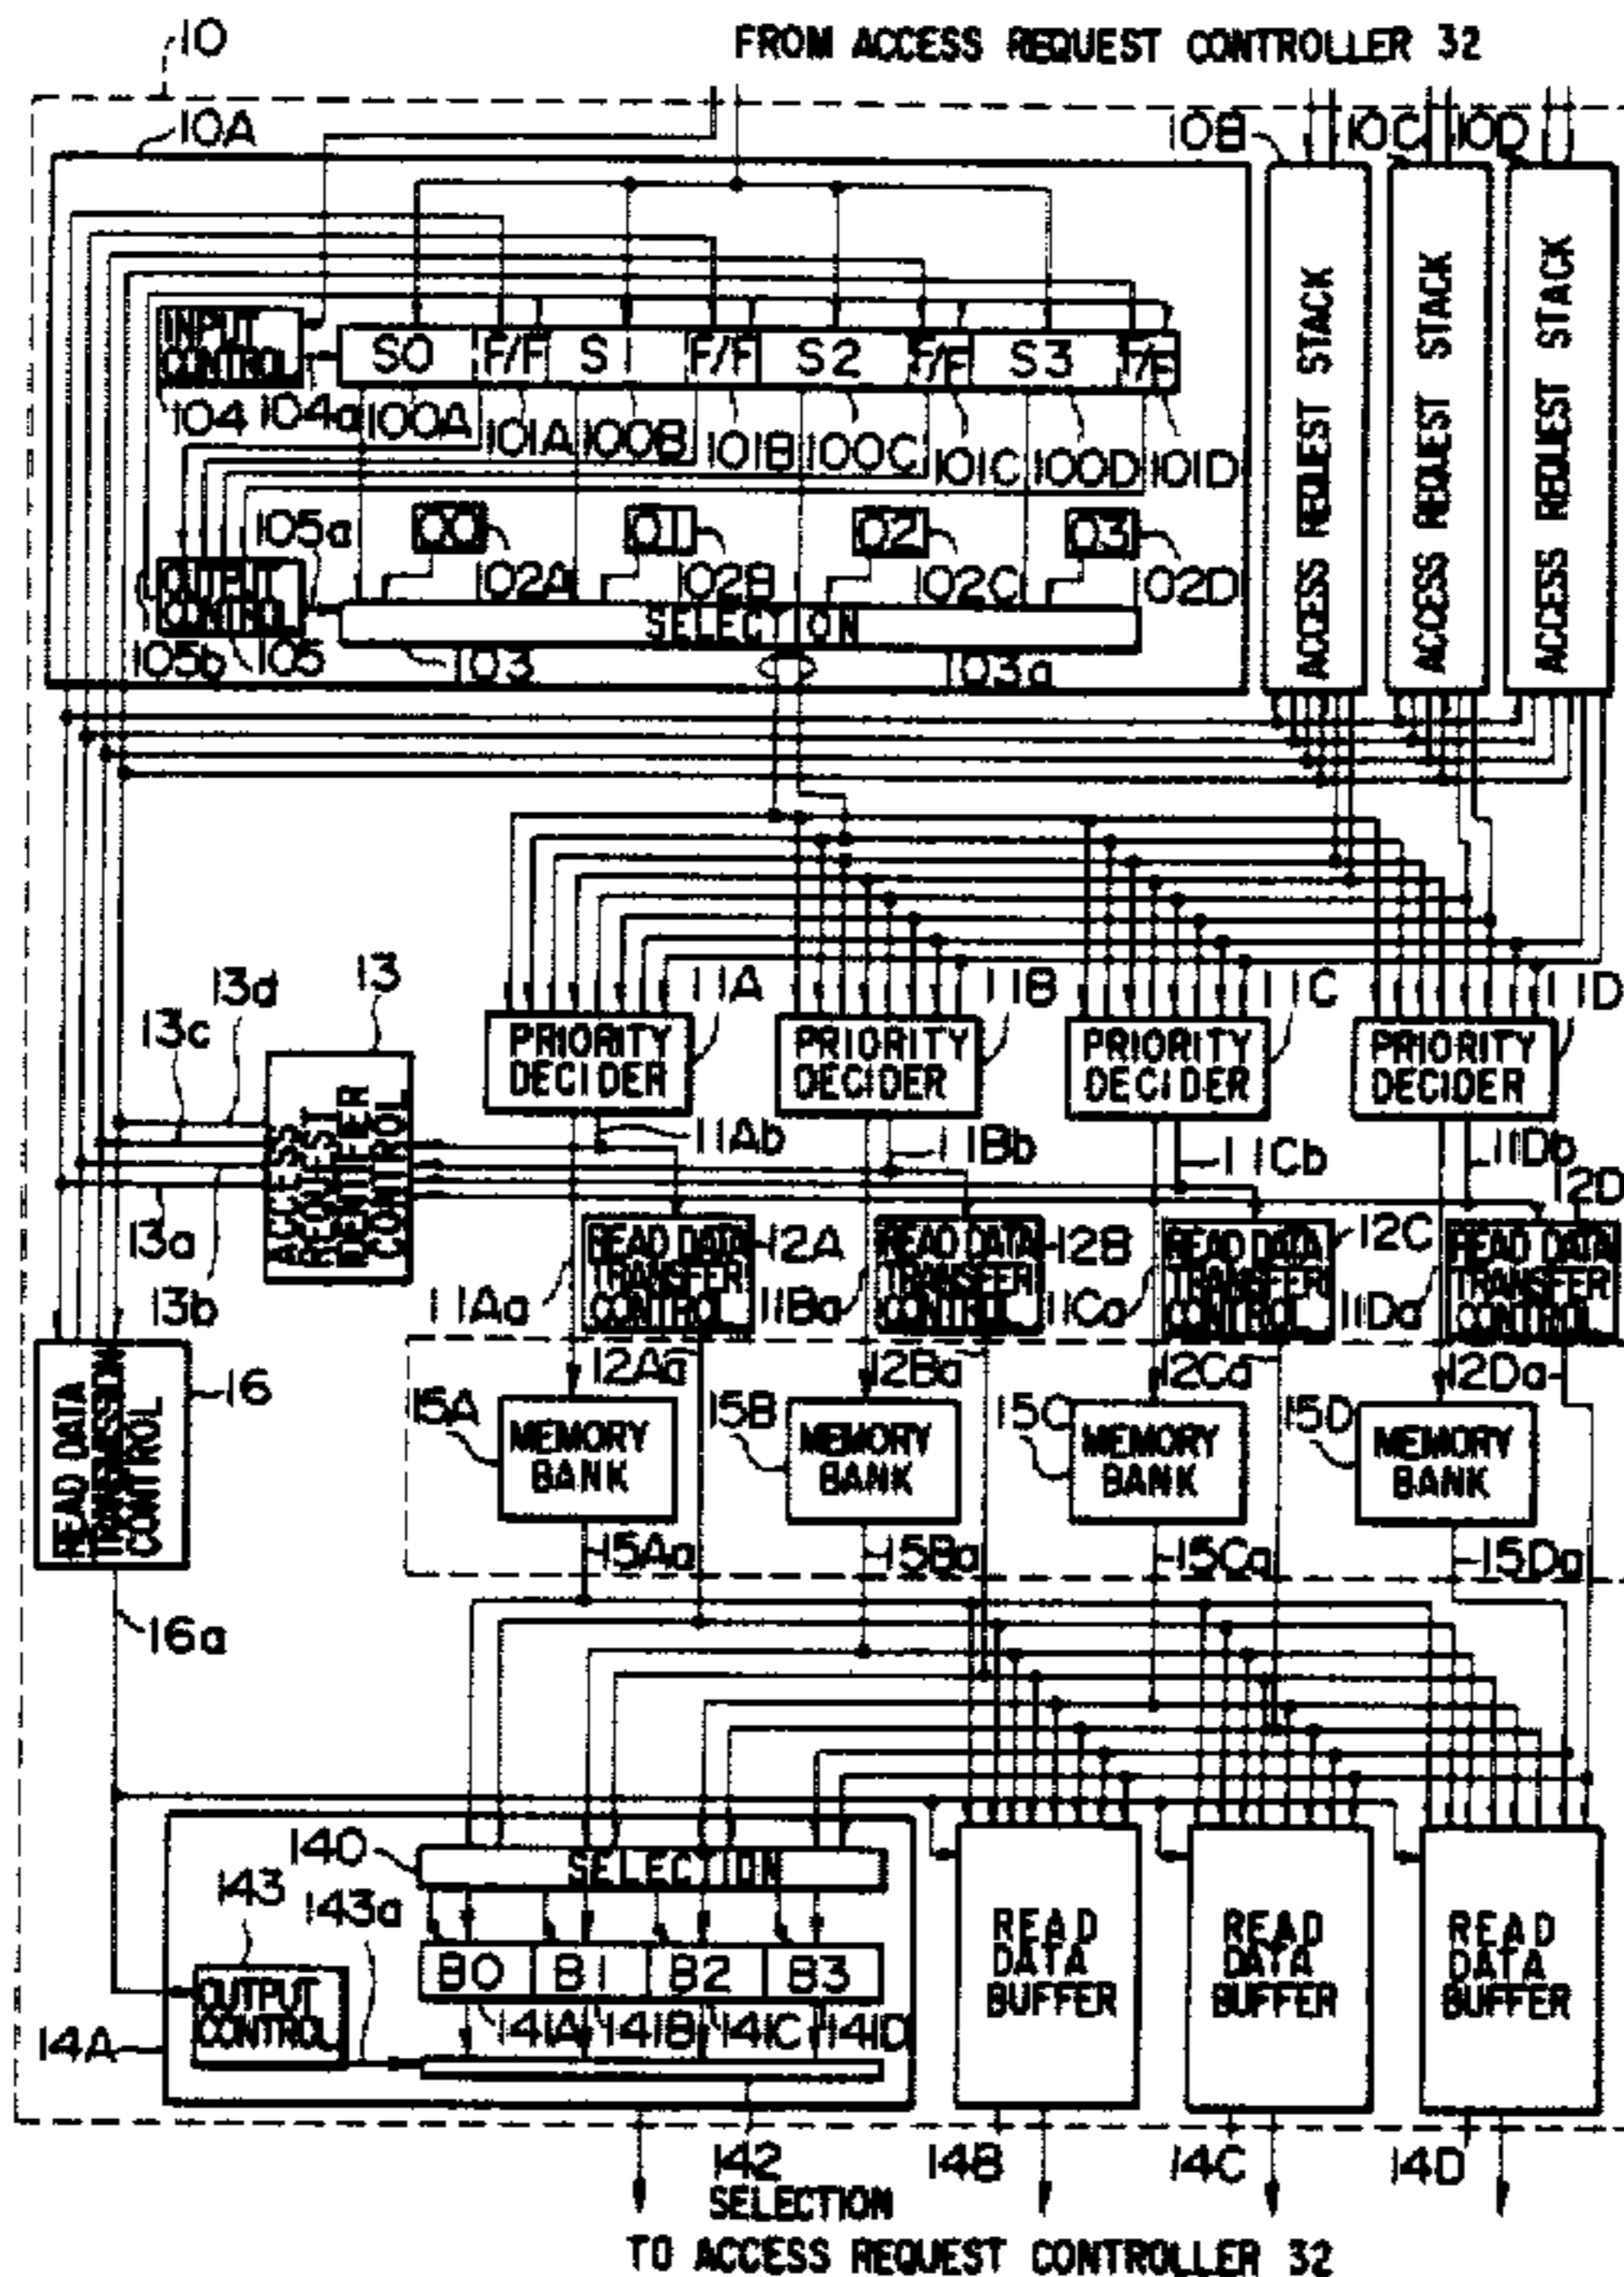 10
FROM ACCESS REQUEST CONTROLLER 32
10A
10B
10C
10D
INPUT CONTROL
S0
F/F
S1
F/F
S2
F/F
S3
F/F
104
104a
100A
101A
100B
101B
100C
101C
100D
101D
ACCESS REQUEST STACK
ACCESS REQUEST STACK
ACCESS REQUEST STACK
00
01
02
03
105a
102A
102B
102C
102D
OUTPUT CONTROL
SELECTION
105b
105
103
103a
13d
13
13c
11A
11B
11C
11D
PRIORITY DECIDER
PRIORITY DECIDER
PRIORITY DECIDER
PRIORITY DECIDER
ACCESS REQUEST IDENTIFER CONTROL
11Ab
11Bb
11Cb
11Db
12D
13a
13b
READ DATA TRANSFER CONTROL
12A
READ DATA TRANSFER CONTROL
12B
READ DATA TRANSFER CONTROL
12C
READ DATA TRANSFER CONTROL
11Aa
11Ba
11Ca
11Da
12Aa
12Ba
12Ca
12Da
READ DATA TRANSMISSION CONTROL
16
15A
MEMORY BANK
15B
MEMORY BANK
15C
MEMORY BANK
15D
MEMORY BANK
15Aa
15Ba
15Ca
15Da
16a
140
SELECTION
143
143a
B0
B1
B2
B3
OUTPUT CONTROL
141A
141B
141C
141D
14A
READ DATA BUFFER
READ DATA BUFFER
READ DATA BUFFER
142
SELECTION
14B
14C
14D
TO ACCESS REQUEST CONTROLLER 32